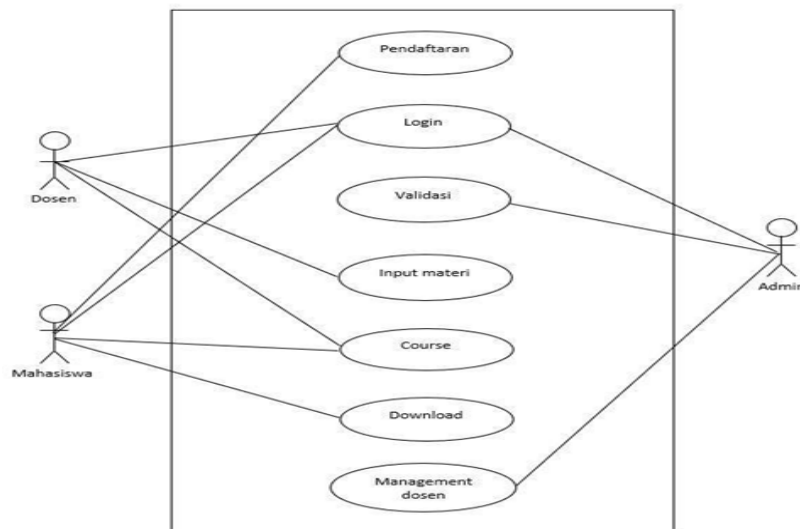 Pendaftaran
Login
Dosen
Validasi
Input materi
Admin
Mahasiswa
Course
Download
Management
dosen